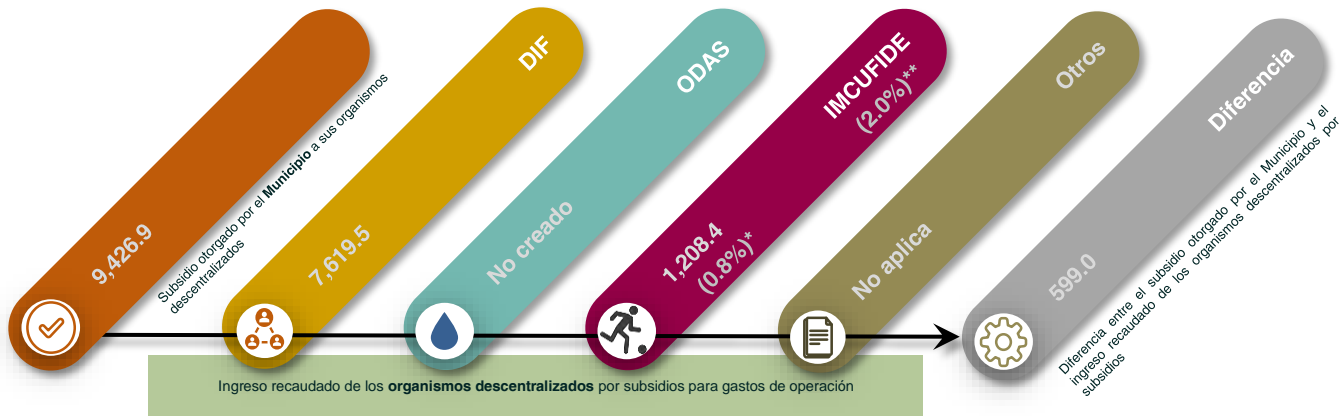 9,426.9
Subsidio otorgado por el Municipio a sus organismos
descentralizados
DIF
7,619.5
ODAS
No creado
IMCUFIDE
(2.0%)**
1,208.4
(0.8%)*
Otros
No aplica
Diferencia
599.0
Diferencia entre el subsidio otorgado por el Municipio y el
ingreso recaudado de los organismos descentralizados por
subsidios
Ingreso recaudado de los organismos descentralizados por subsidios para gastos de operación